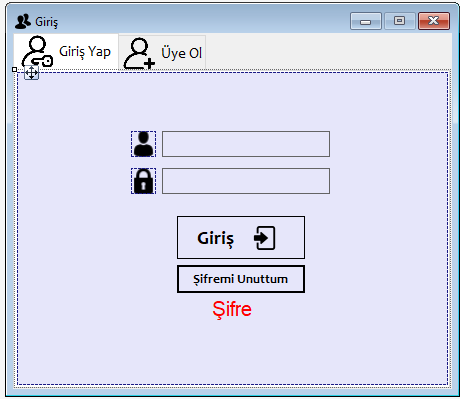 Giriş
Giriş Yap
Üye Ol
Giriş
Şifremi Unuttum
Şifre